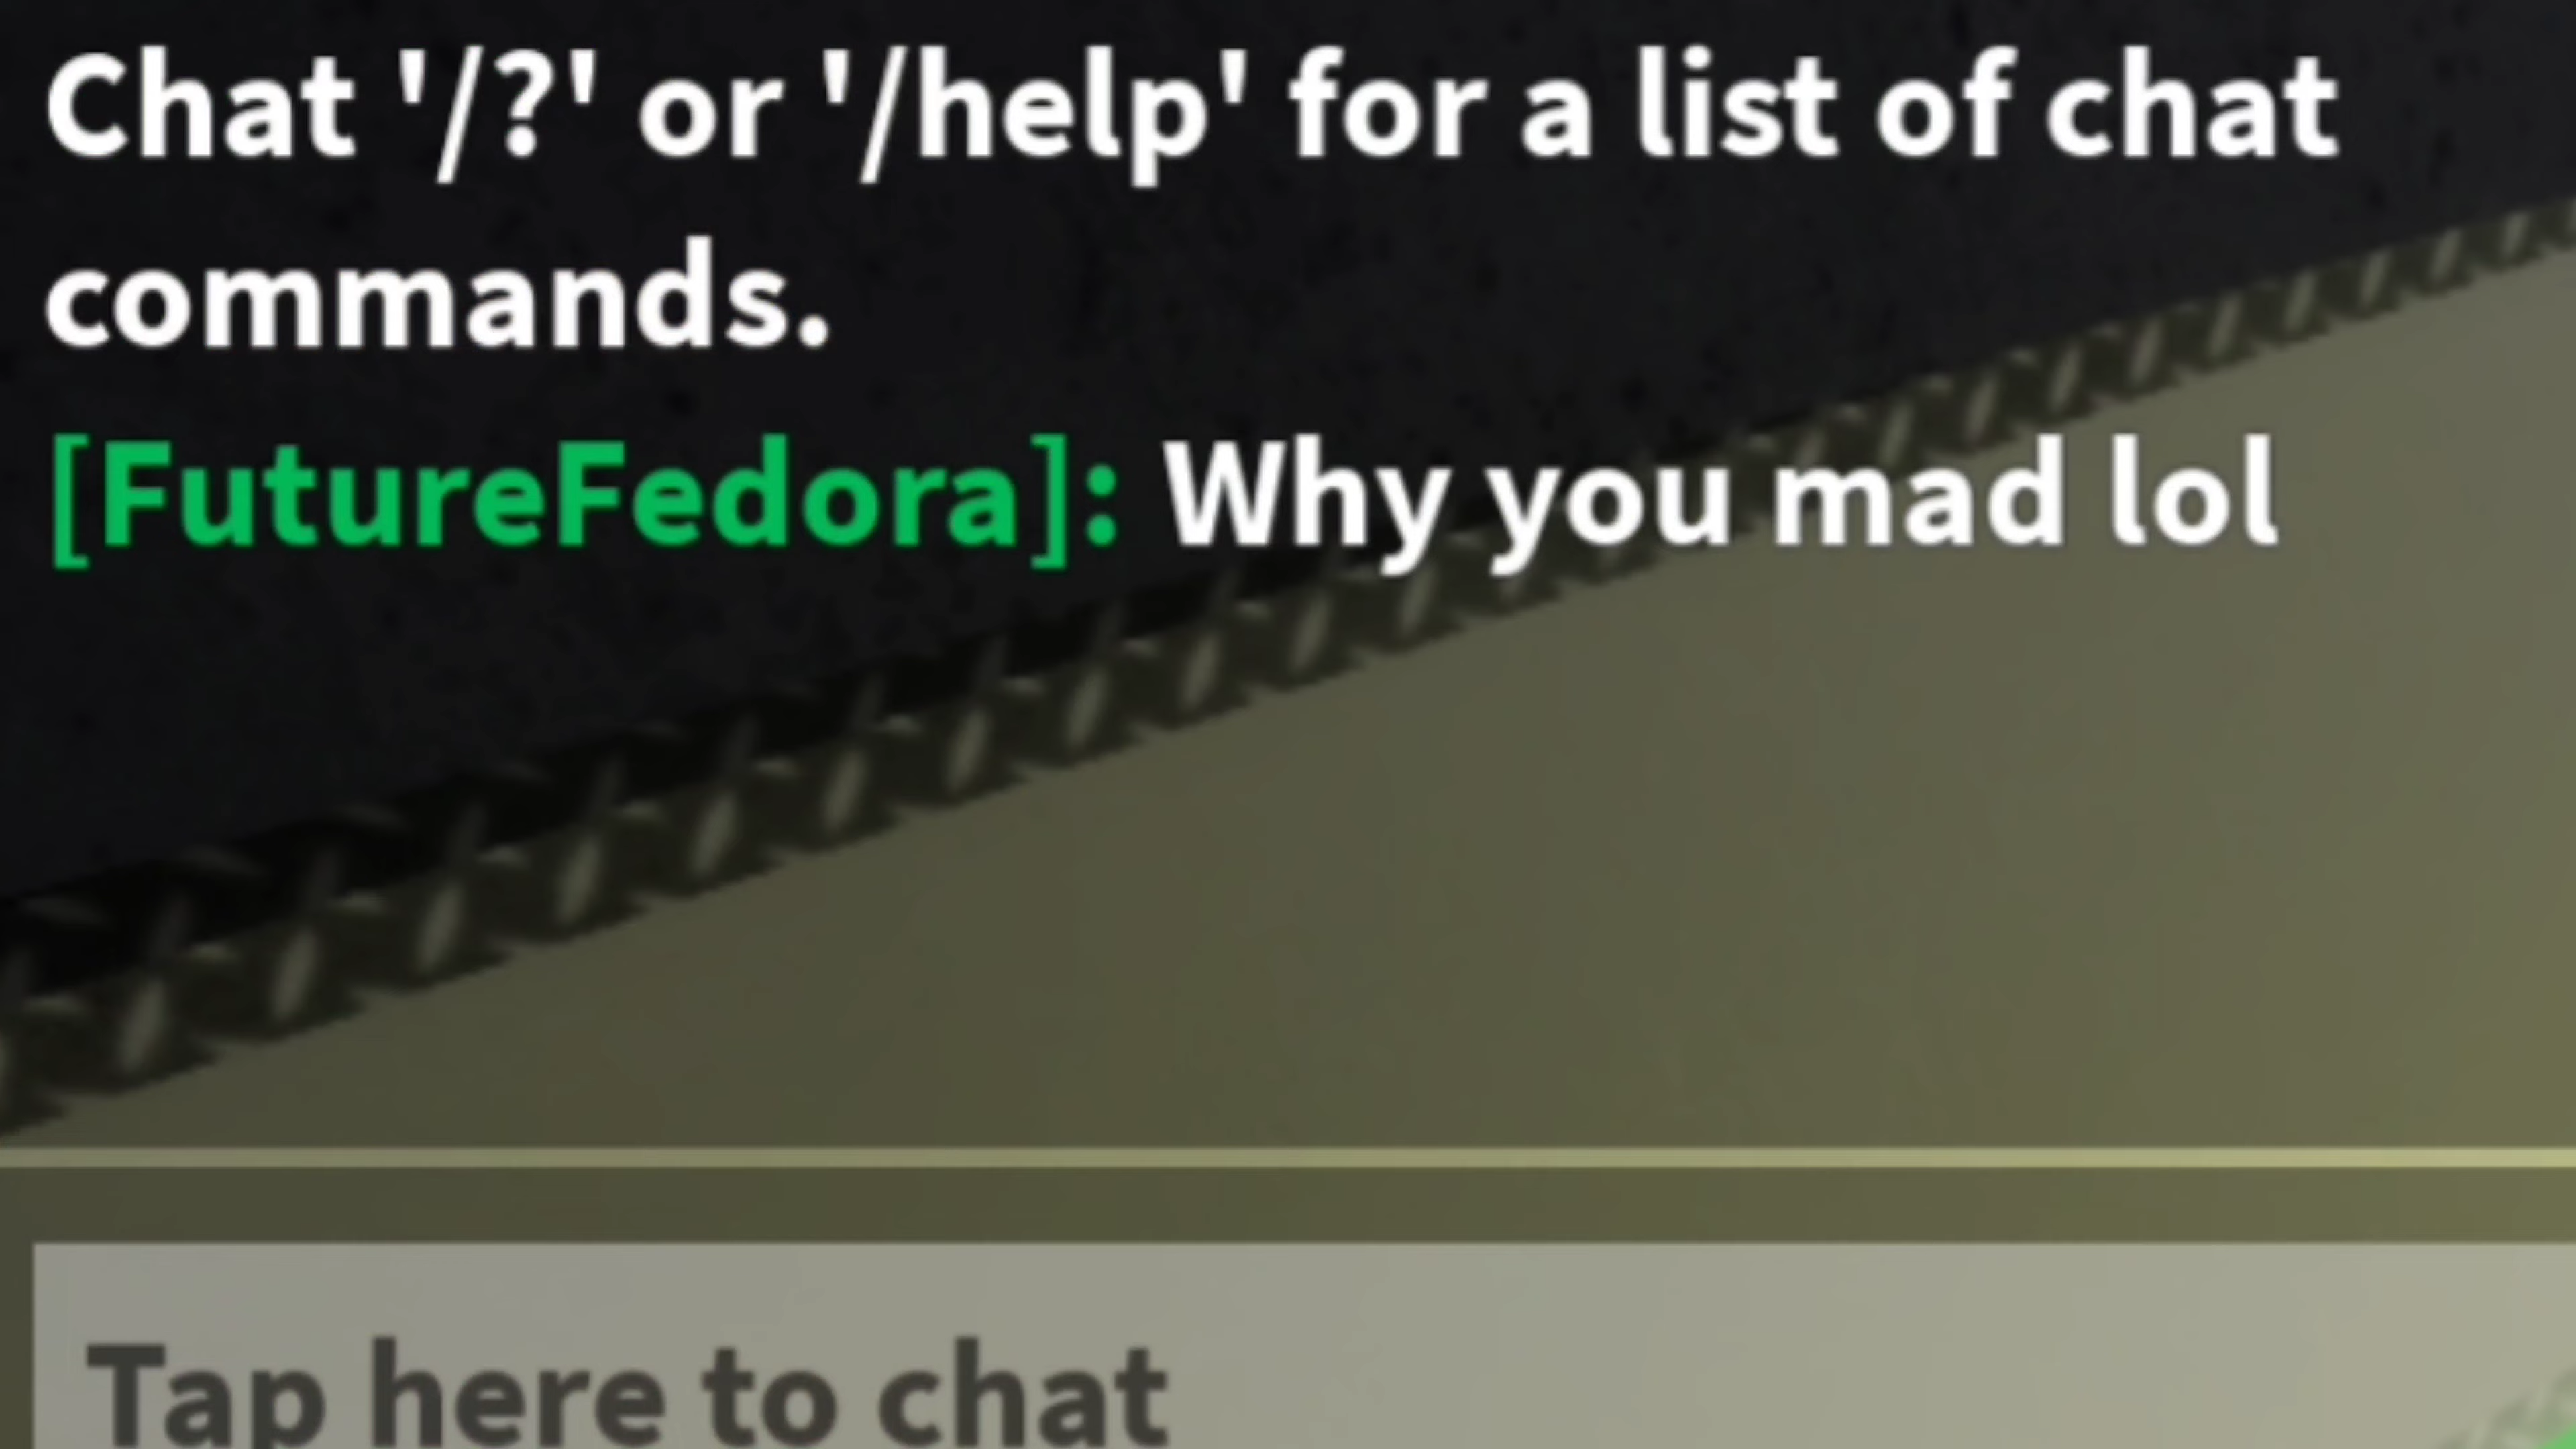 Chat '/?' or '/help' for a list of chat
commands.
[FutureFedora]: Why you mad lol
Tap here to chat